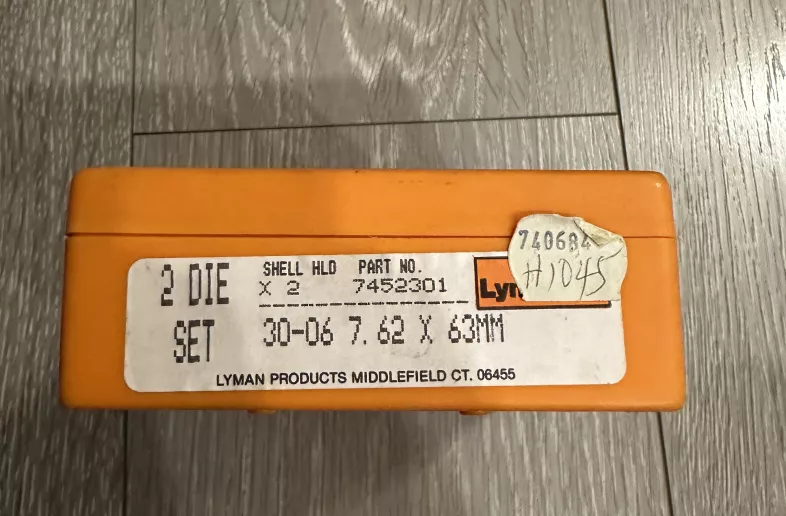 2 DIE
SET
SHELL HLD PART NO.
X 2 7452301
30-06 7.62 X 63MM
LYMAN PRODUCTS MIDDLEFIELD CT. 06455
740684
#1045